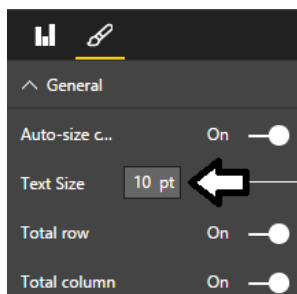 General
Auto-size c... On
Text Size 10 pt
Total row On
Total column On